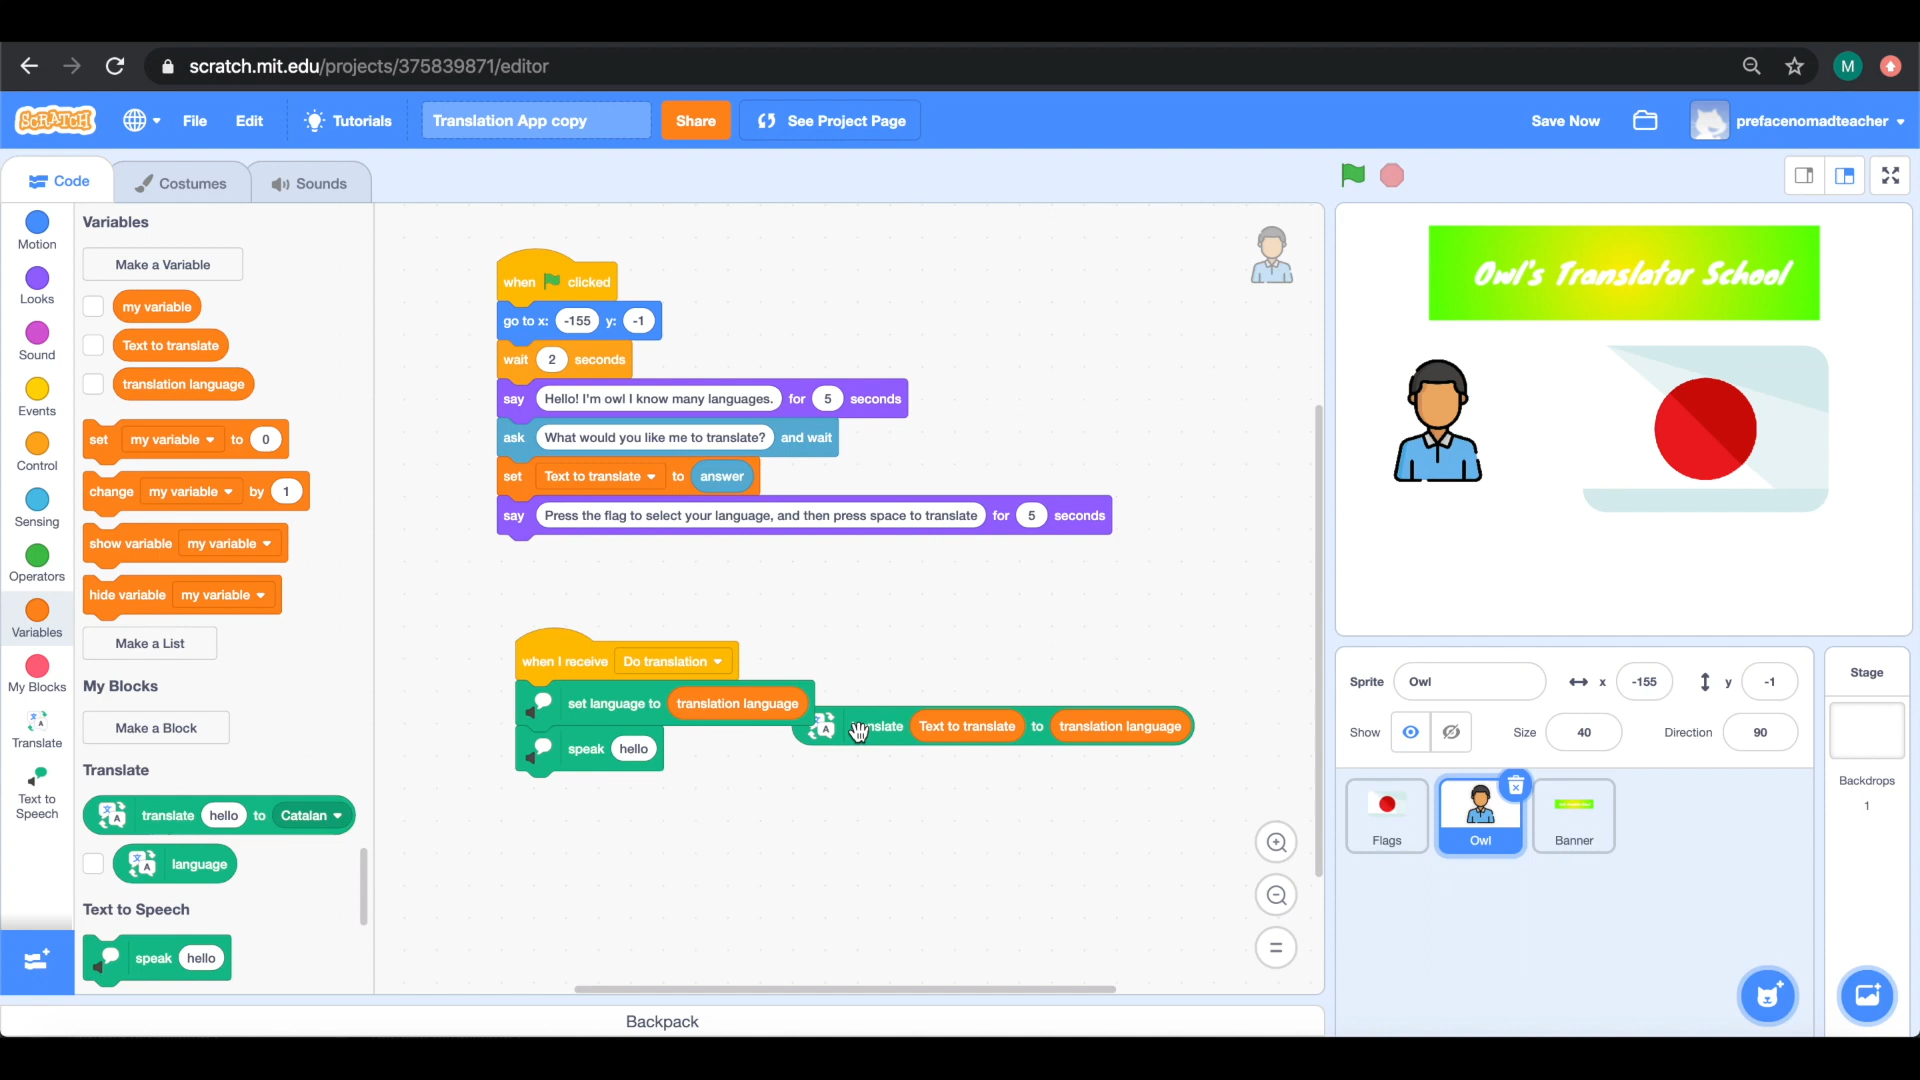 scratch.mit.edu/projects/375839871/editor
M
SCRATCH
File
Edit
Tutorials
Translation App copy
Share
See Project Page
Save Now
prefacenomadteacher
Code
Costumes
Sounds
Motion
Looks
Sound
Events
Control
Sensing
Operators
Variables
My Blocks
Translate
Text to
Speech
Variables
Make a Variable
my variable
Text to translate
translation language
set my variable to 0
change my variable by 1
show variable my variable
hide variable my variable
Make a List
My Blocks
Make a Block
Translate
translate hello to Catalan
language
Text to Speech
speak hello
when clicked
go to x: -155 y: -1
wait 2 seconds
say Hello! I'm owl I know many languages. for 5 seconds
ask What would you like me to translate? and wait
set Text to translate to answer
say Press the flag to select your language, and then press space to translate for 5 seconds
when I receive Do translation
set language to translation language
Text to translate to translation language
speak hello
Backpack
Owl's Translator School
Sprite Owl x -155 y -1
Show Size 40 Direction 90
Flags
Owl
Banner
Stage
Backdrops
1